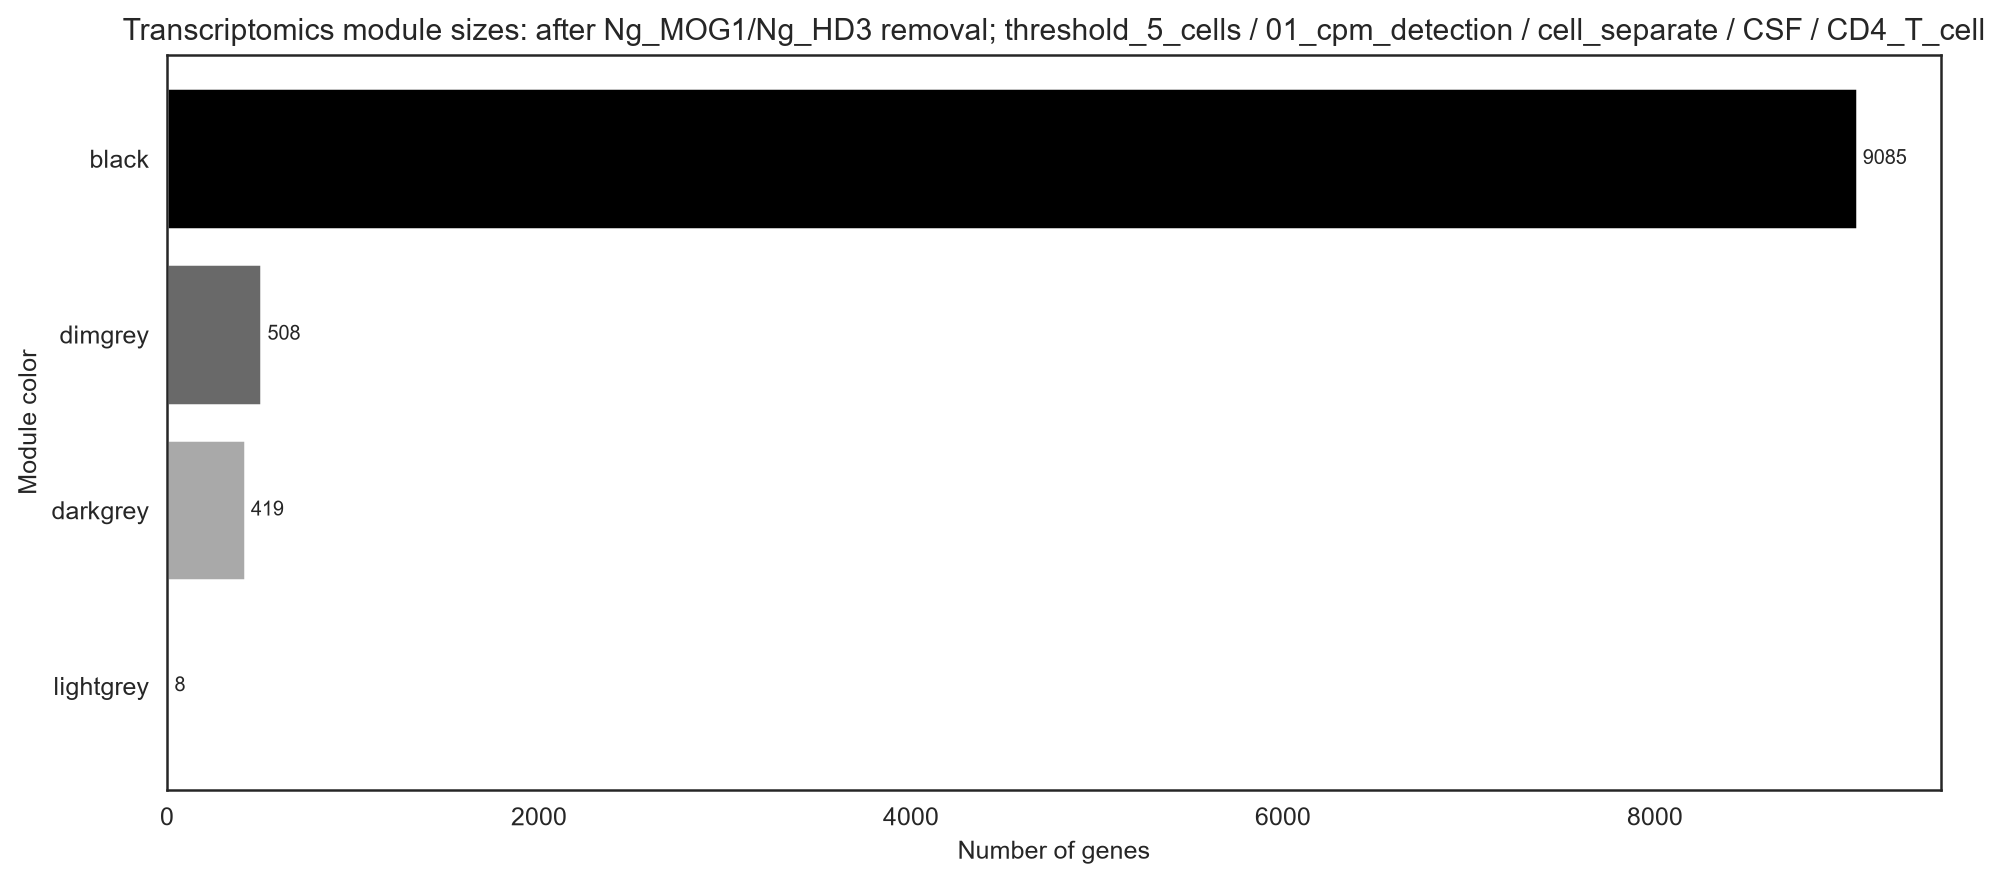 Transcriptomics module sizes: after Ng_MOG1/Ng_HD3 removal; threshold_5_cells / 01_cpm_detection / cell_separate / CSF / CD4_T_cell
Module color
black
9085
dimgrey
508
darkgrey
419
lightgrey
8
0
2000
4000
6000
8000
Number of genes